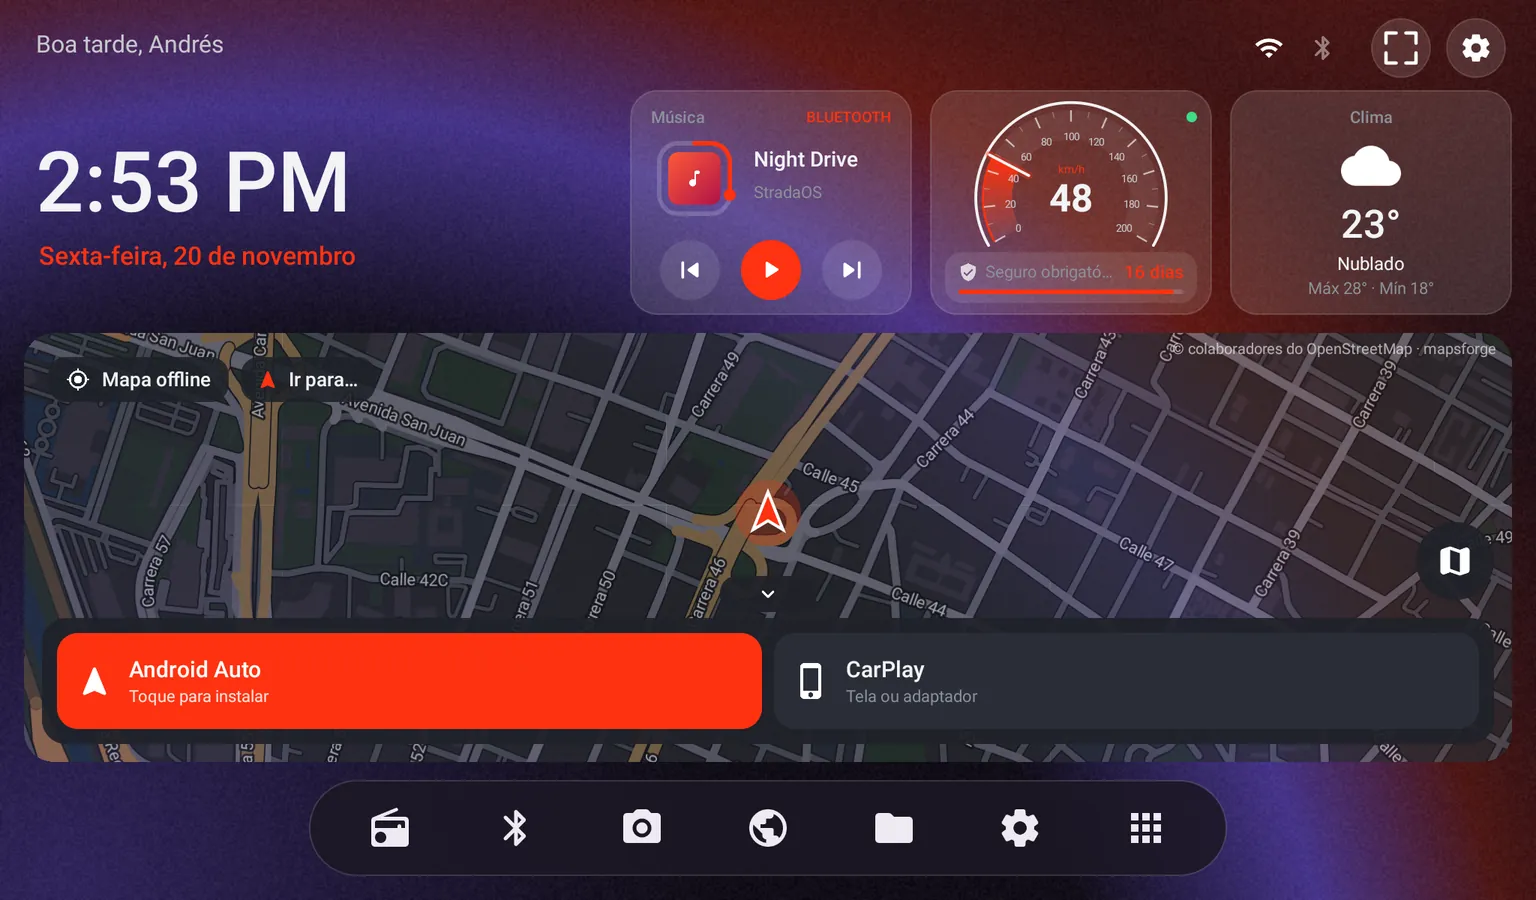 Boa tarde, Andrés
2:53 PM
Sexta-feira, 20 de novembro
Música
BLUETOOTH
Night Drive
StradaOS
0
20
40
60
80
100
120
140
160
180
200
km/h
48
Seguro obrigató...
16 dias
Clima
23°
Nublado
Máx 28° · Mín 18°
Mapa offline
Ir para...
© colaboradores do OpenStreetMap · mapsforge
San Juan
Avenida San Juan
Carrera 49
Calle 45
Carrera 44
Carrera 43
Carrera 39
Carrera 57
Calle 42C
Carrera 46
Calle 44
Calle 47
Carrera 39
Android Auto
Toque para instalar
CarPlay
Tela ou adaptador